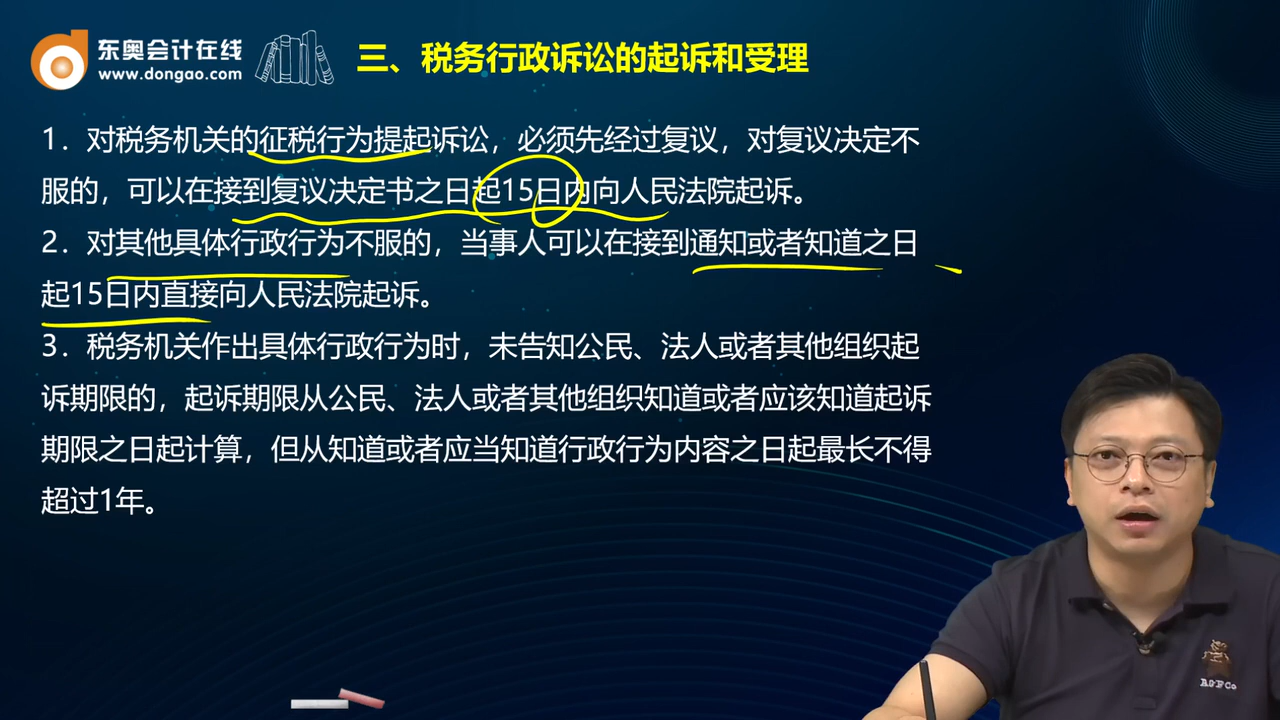 东奥会计在线
www.dongao.com
三、税务行政诉讼的起诉和受理
1．对税务机关的征税行为提起诉讼，必须先经过复议，对复议决定不
服的，可以在接到复议决定书之日起15日内向人民法院起诉。
2．对其他具体行政行为不服的，当事人可以在接到通知或者知道之日
起15日内直接向人民法院起诉。
3．税务机关作出具体行政行为时，未告知公民、法人或者其他组织起
诉期限的，起诉期限从公民、法人或者其他组织知道或者应该知道起诉
期限之日起计算，但从知道或者应当知道行政行为内容之日起最长不得
超过1年。